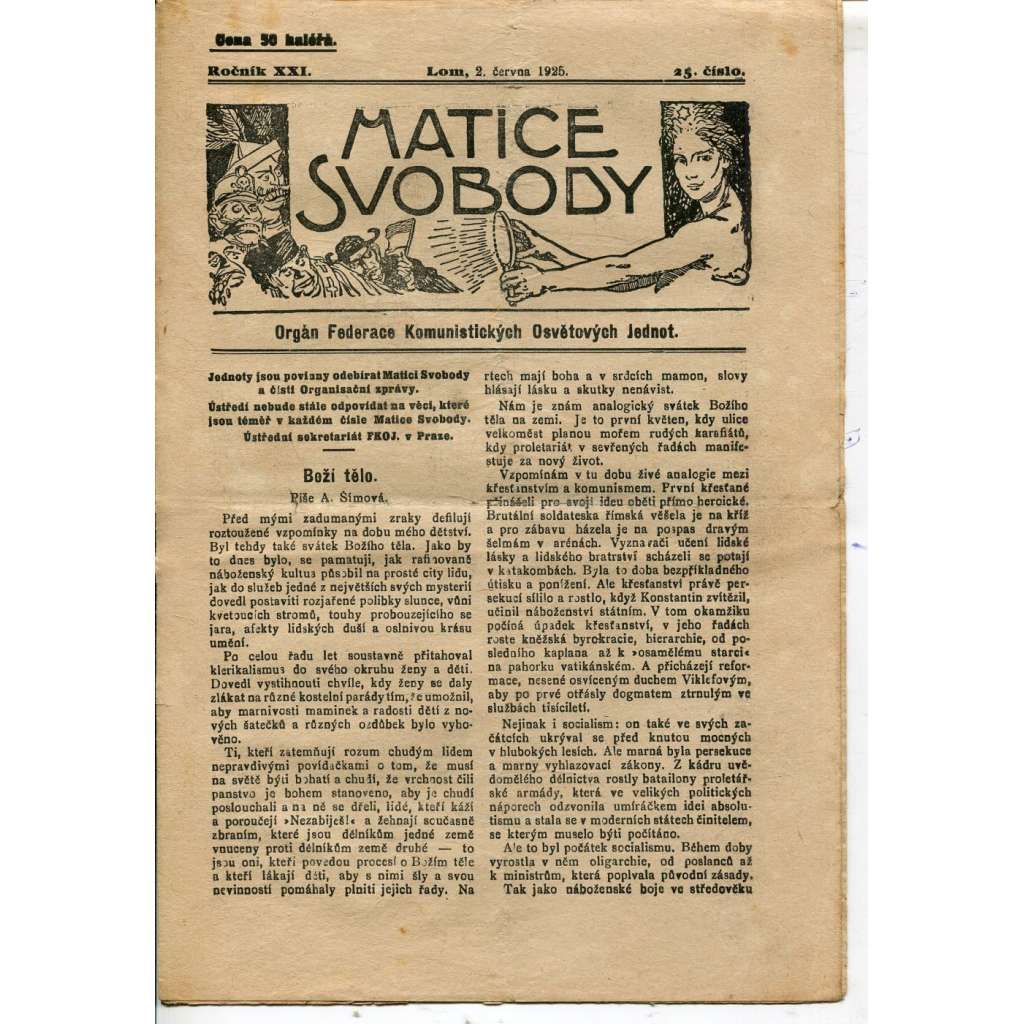 Cena 50 haléřů.
Ročník XXI.
Lom, 2. června 1925.
25. číslo.
MATICE
SVOBODY
Orgán Federace Komunistických Osvětových Jednot.
Jednoty jsou povinny odebírat Matici Svobody
a čísti Organisační zprávy.
Ústředí nebude stále odpovídat na věci, které
jsou téměř v každém čísle Matice Svobody.
Ústřední sekretariát FKOJ. v Praze.
Boží tělo.
Píše A. Šímová.
Před mými zadumanými zraky defilují
roztoužené vzpomínky na dobu mého dětství.
Byl tehdy také svátek Božího těla. Jako by
to dnes bylo, se pamatuji, jak rafinovaně
náboženský kultus působil na prosté city lidu,
jak do služeb jedné z největších svých mysterií
dovedl postaviti rozjařené polibky slunce, vůni
kvetoucích stromů, touhy probouzejícího se
jara, afekty lidských duší a oslnivou krásu
umění.
Po celou řadu let soustavně přitahoval
klerikalismus do svého okruhu ženy a děti.
Dovedl vystihnouti chvíle, kdy ženy se daly
zlákat na různé kostelní parády tím, že umožnil,
aby marnivosti maminek a radosti dětí z no-
vých šatečků a různých ozdůbek bylo vyho-
věno.
Ti, kteří zatemňují rozum chudým lidem
nepravdivými povídačkami o tom, že musí
na světě býti bohatí a chudí, že vrchnost čili
panstvo je bohem stanoveno, aby je chudí
poslouchali a na ně se dřeli, lidé, kteří káží
a poroučejí »Nezabiješ!« a žehnají současně
zbraním, které jsou dělníkům jedné země
vnuceny proti dělníkům země druhé — to
jsou oni, kteří povedou procesí o Božím těle
a kteří lákají děti, aby s nimi šly a svou
nevinností pomáhaly plniti jejich řady. Na
rtech mají boha a v srdcích mamon, slovy
hlásají lásku a skutky nenávist.
Nám je znám analogický svátek Božího
těla na zemi. Je to první květen, kdy ulice
velkoměst planou mořem rudých karafiátů,
kdy proletariát v sevřených řadách manife-
stuje za nový život.
Vzpomínám v tu dobu živé analogie mezi
křesťanstvím a komunismem. První křesťané
přinášeli pro svoji ideu oběti přímo heroické.
Brutální soldateska římská věšela je na kříž
a pro zábavu házela je na pospas dravým
šelmám v arénách. Vyznavači učení lidské
lásky a lidského bratrství scházeli se potají
v katakombách. Byla to doba bezpříkladného
útisku a ponížení. Ale křesťanství právě per-
sekucí sílilo a rostlo, když Konstantin zvítězil,
učinil náboženství státním. V tom okamžiku
počíná úpadek křesťanství, v jeho řadách
roste kněžská byrokracie, hierarchie, od po-
sledního kaplana až k »osamělému starci«
na pahorku vatikánském. A přicházejí refor-
mace, nesené osvíceným duchem Viklefovým,
aby po prvé otřásly dogmatem ztrnulým ve
službách tisíciletí.
Nejinak i socialism: on také ve svých za-
čátcích ukrýval se před knutou mocných
v hlubokých lesích. Ale marná byla persekuce
a marny vyhlazovací zákony. Z kádru uvě-
domělého dělnictva rostly batailony proletář-
ské armády, která ve velikých politických
náporech odzvonila umíráčkem idei absolu-
tismu a stala se v moderních státech činitelem,
se kterým muselo býti počítáno.
Ale to byl počátek socialismu. Během doby
vyrostla v něm oligarchie, od poslanců až
k ministrům, která poplvala původní zásady.
Tak jako náboženské boje ve středověku